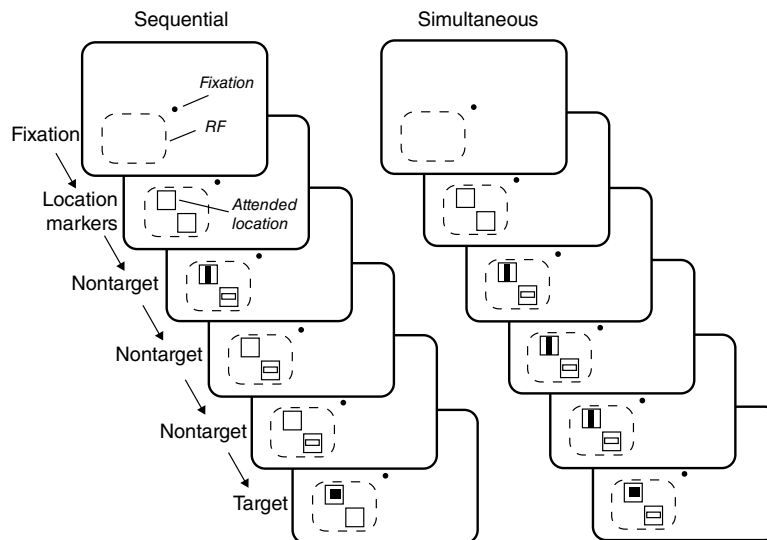 Sequential
Simultaneous
Fixation
RF
Fixation
Location
markers
Attended
location
Nontarget
Nontarget
Nontarget
Target